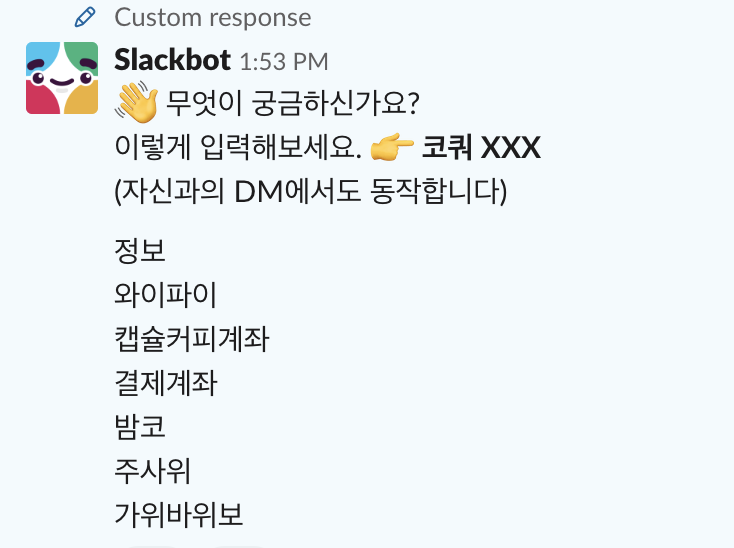 Custom response
Slackbot 1:53 PM
👋 무엇이 궁금하신가요?
이렇게 입력해보세요. 👉 코쿼 XXX
(자신과의 DM에서도 동작합니다)
정보
와이파이
캡슐커피계좌
결제계좌
밤코
주사위
가위바위보